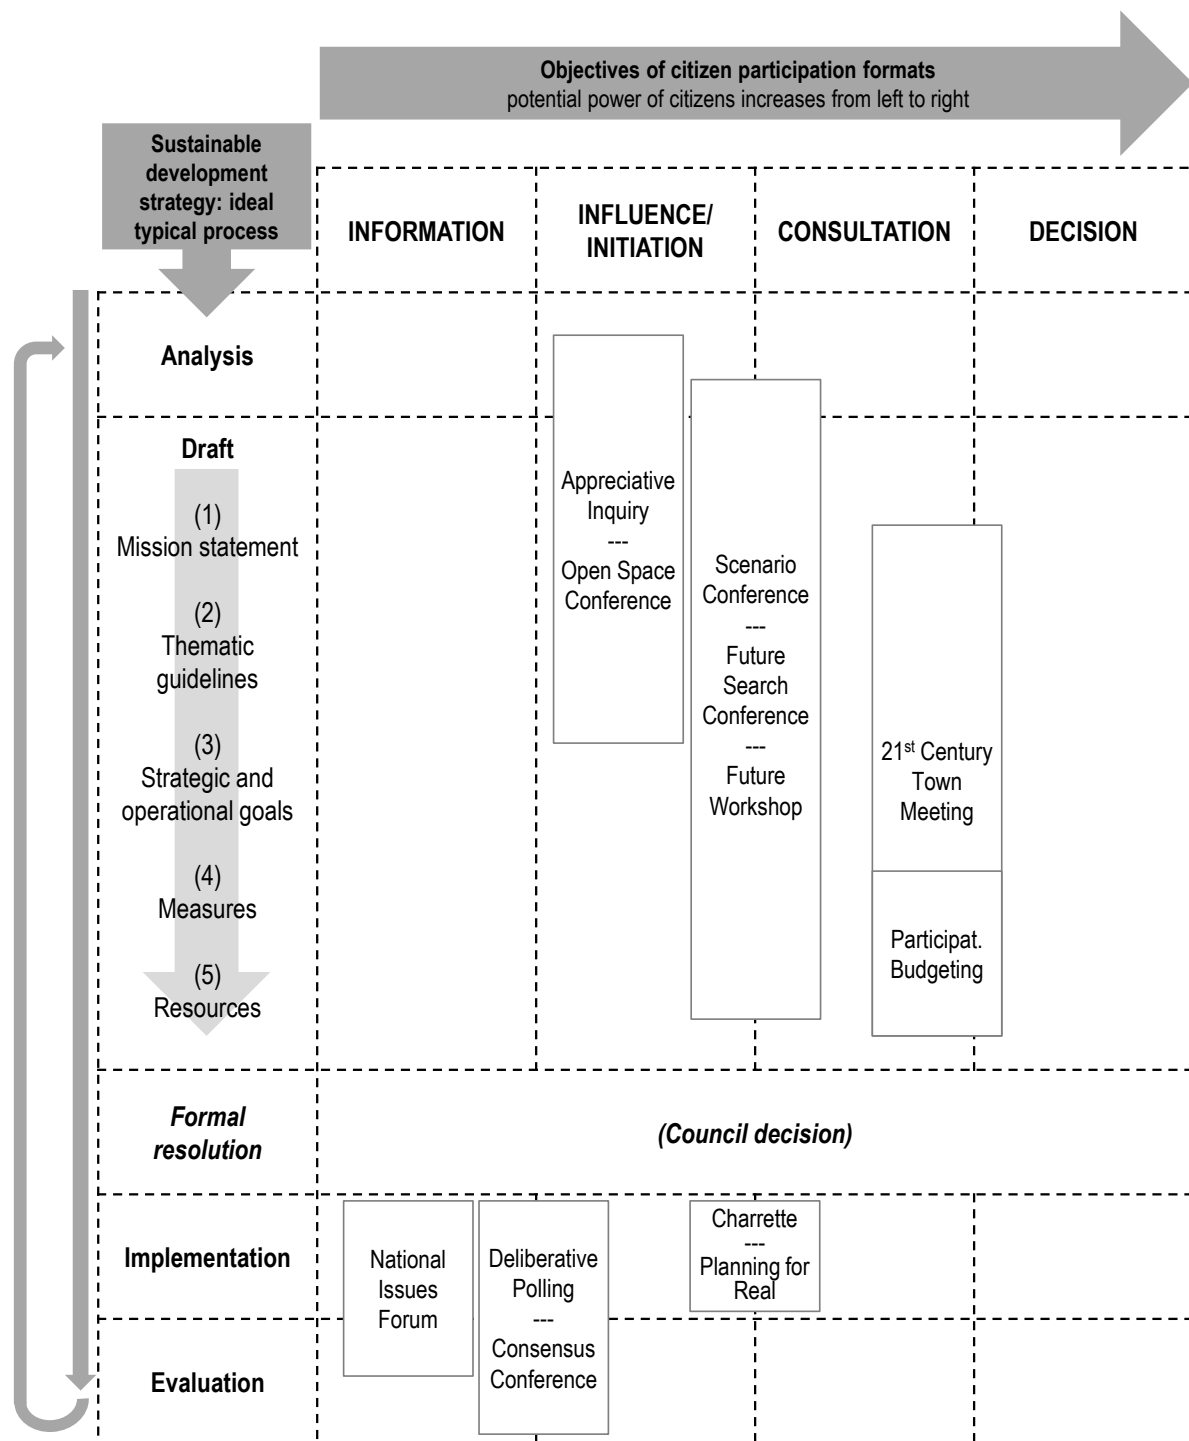 Objectives of citizen participation formats
potential power of citizens increases from left to right
Sustainable
development
strategy: ideal
typical process
INFORMATION
INFLUENCE/
INITIATION
CONSULTATION
DECISION
Analysis
Draft
(1)
Mission statement
(2)
Thematic
guidelines
(3)
Strategic and
operational goals
(4)
Measures
(5)
Resources
Appreciative
Inquiry
---
Open Space
Conference
Scenario
Conference
---
Future
Search
Conference
---
Future
Workshop
21st Century
Town
Meeting
Participat.
Budgeting
Formal
resolution
(Council decision)
Implementation
National
Issues
Forum
Deliberative
Polling
---
Consensus
Conference
Charrette
---
Planning for
Real
Evaluation